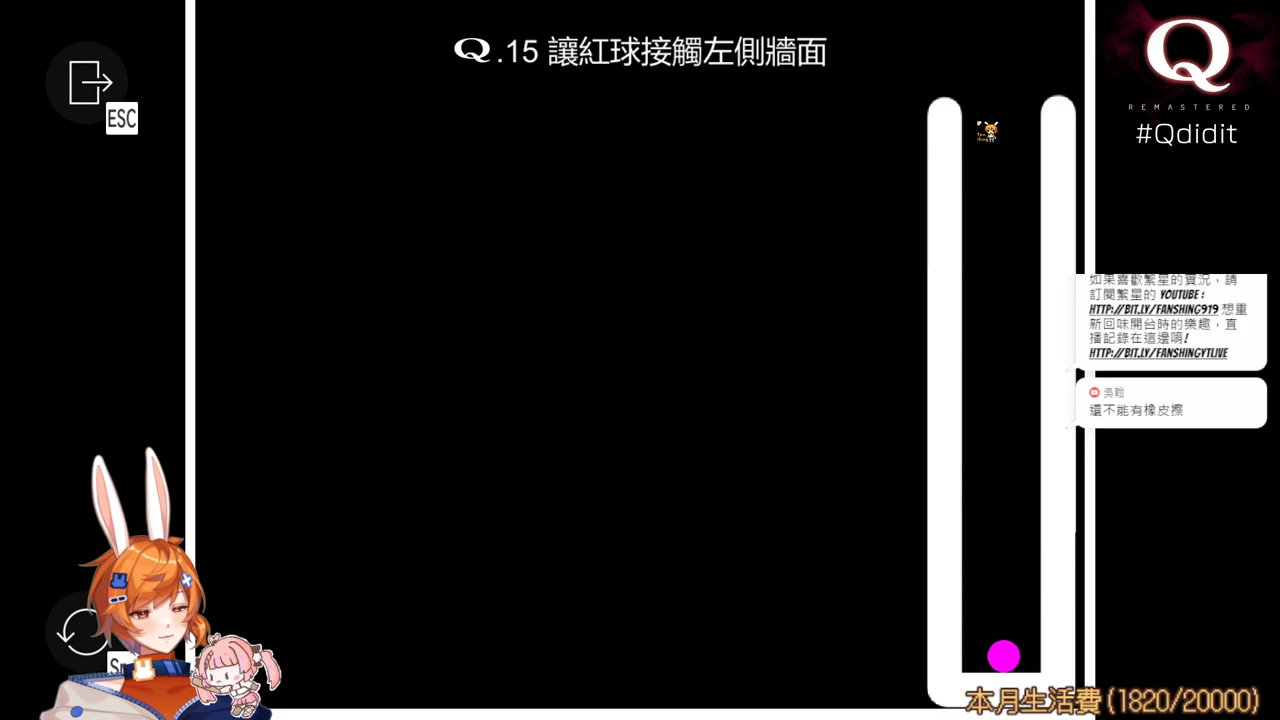 Q.15 讓紅球接觸左側牆面
ESC
Q
REMASTERED
#Qdidit
如果喜歡繁星的實況，請
訂閱繁星的 YOUTUBE :
HTTP://BIT.LY/FANSHING919 想重
新回味開台時的樂趣，直
播記錄在這邊唷!
HTTP://BIT.LY/FANSHINGYTLIVE
還不能有橡皮擦
本月生活費(1820/20000)